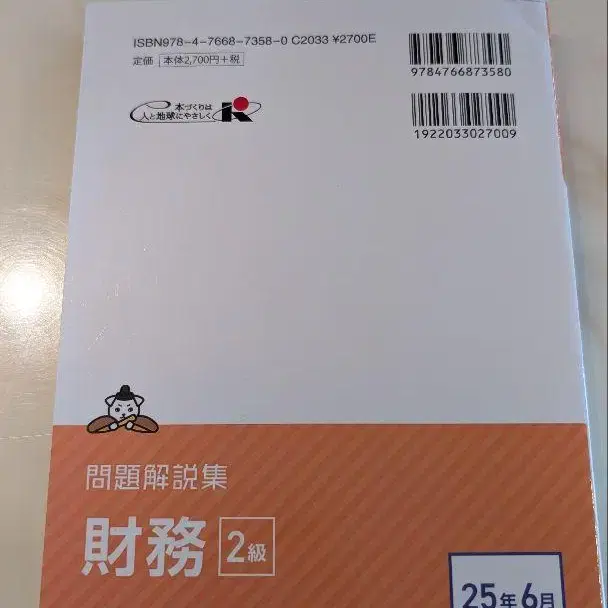 ISBN978-4-7668-7358-0 C2033 ¥2700E
定価 本体2,700円+税
9784766873580
本づくりは
人と地球にやさしく
K
1922033027009
問題解説集
財務 2級
25年6月